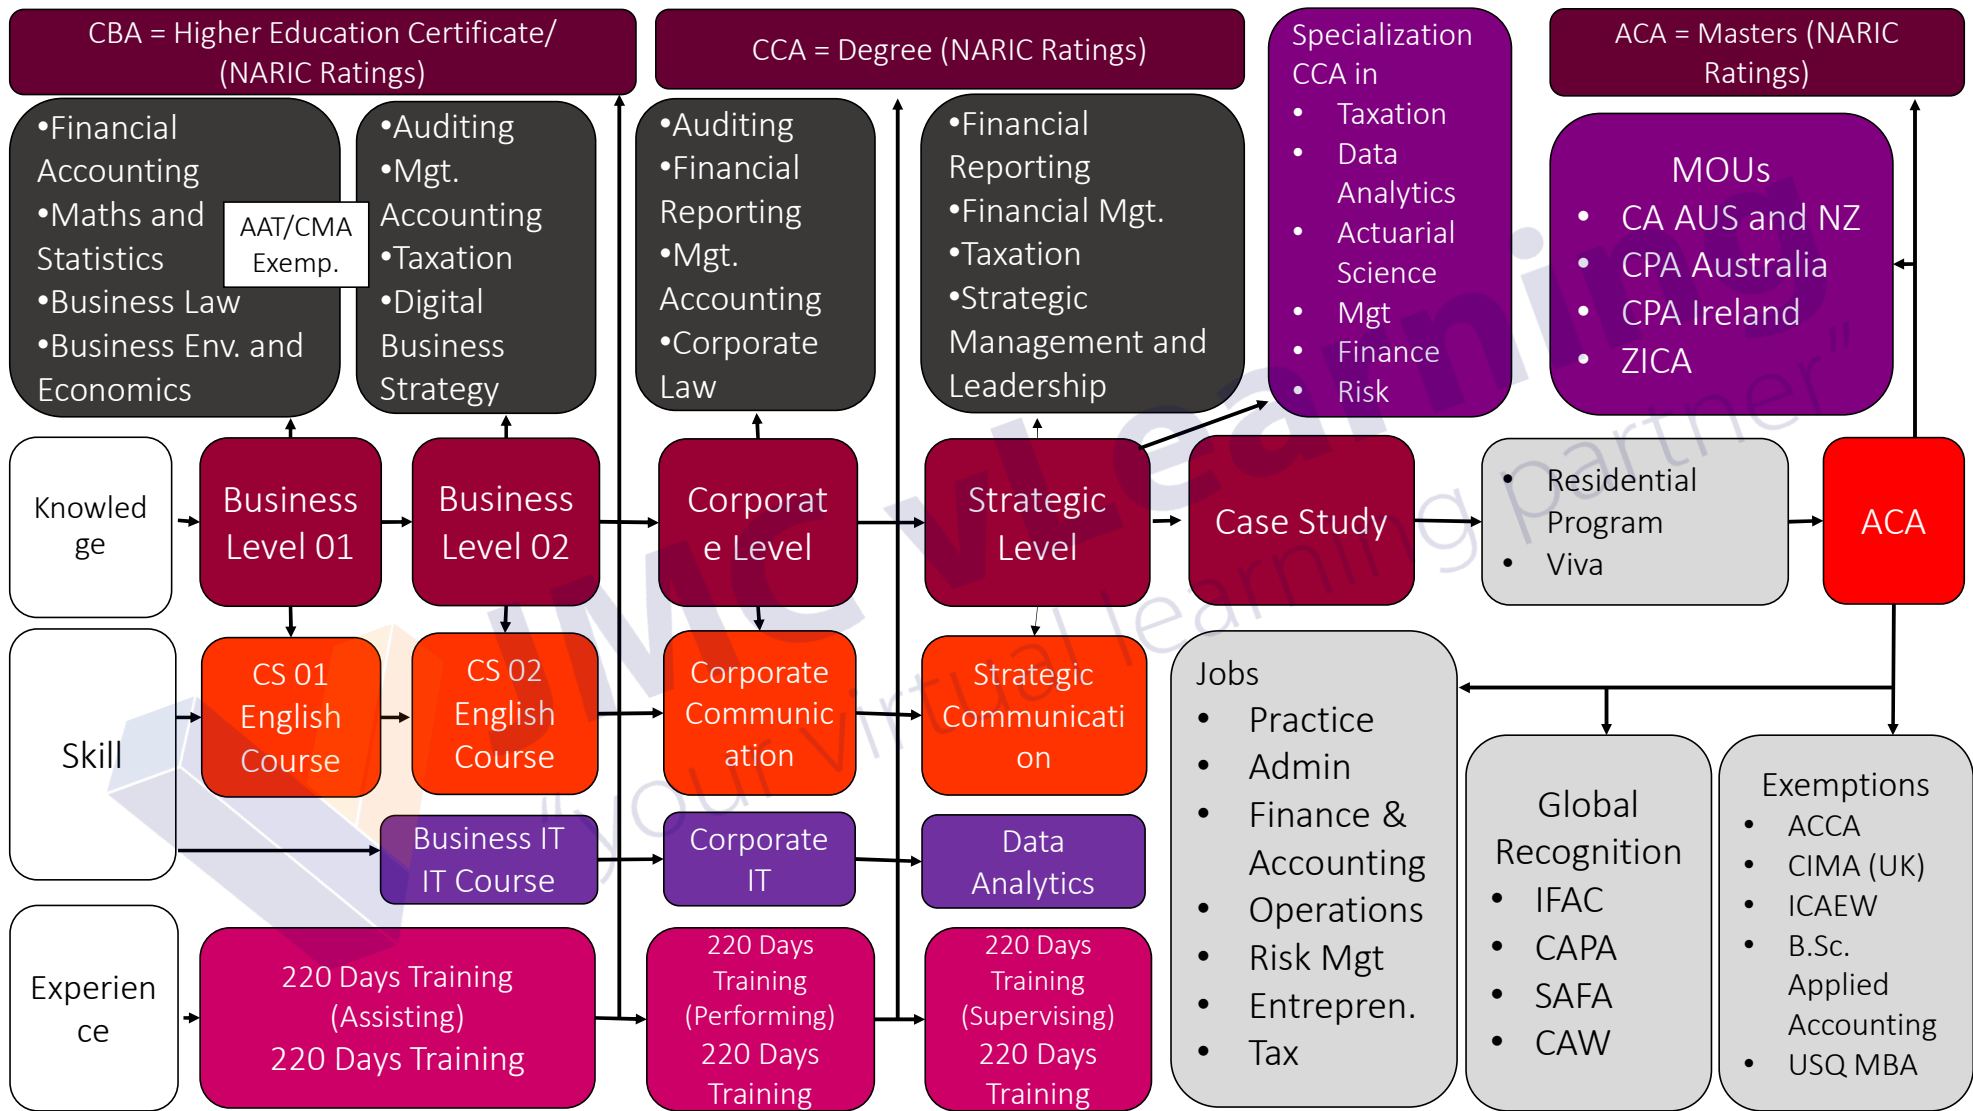 CBA = Higher Education Certificate/
(NARIC Ratings)
CCA = Degree (NARIC Ratings)
Specialization
CCA in
• Taxation
• Data
Analytics
• Actuarial
Science
• Mgt
• Finance
• Risk
ACA = Masters (NARIC
Ratings)
•Financial
Accounting
•Maths and
Statistics
•Business Law
•Business Env. and
Economics
AAT/CMA
Exemp.
•Auditing
•Mgt.
Accounting
•Taxation
•Digital
Business
Strategy
•Auditing
•Financial
Reporting
•Mgt.
Accounting
•Corporate
Law
•Financial
Reporting
•Financial Mgt.
•Taxation
•Strategic
Management and
Leadership
MOUs
• CA AUS and NZ
• CPA Australia
• CPA Ireland
• ZICA
Knowled
ge
Business
Level 01
Business
Level 02
Corporat
e Level
Strategic
Level
Case Study
• Residential
Program
• Viva
ACA
Skill
CS 01
English
Course
CS 02
English
Course
Corporate
Communic
ation
Strategic
Communicati
on
Business IT
IT Course
Corporate
IT
Data
Analytics
Experien
ce
220 Days Training
(Assisting)
220 Days Training
220 Days
Training
(Performing)
220 Days
Training
220 Days
Training
(Supervising)
220 Days
Training
Jobs
• Practice
• Admin
• Finance &
Accounting
• Operations
• Risk Mgt
• Entrepren.
• Tax
Global
Recognition
• IFAC
• CAPA
• SAFA
• CAW
Exemptions
• ACCA
• CIMA (UK)
• ICAEW
• B.Sc.
Applied
Accounting
• USQ MBA
JMC vLearning
“your virtual learning partner”